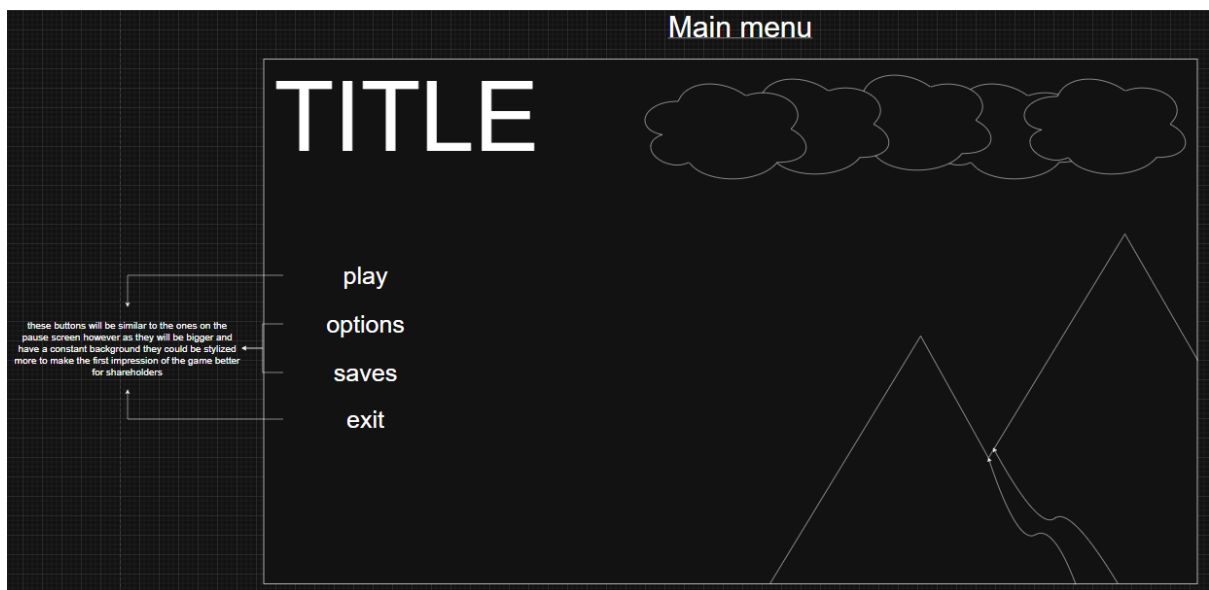 Main menu
TITLE
play
options
saves
exit
these buttons will be similar to the ones on the
pause screen however as they will be bigger and
have a constant background they could be stylized
more to make the first impression of the game better
for shareholders